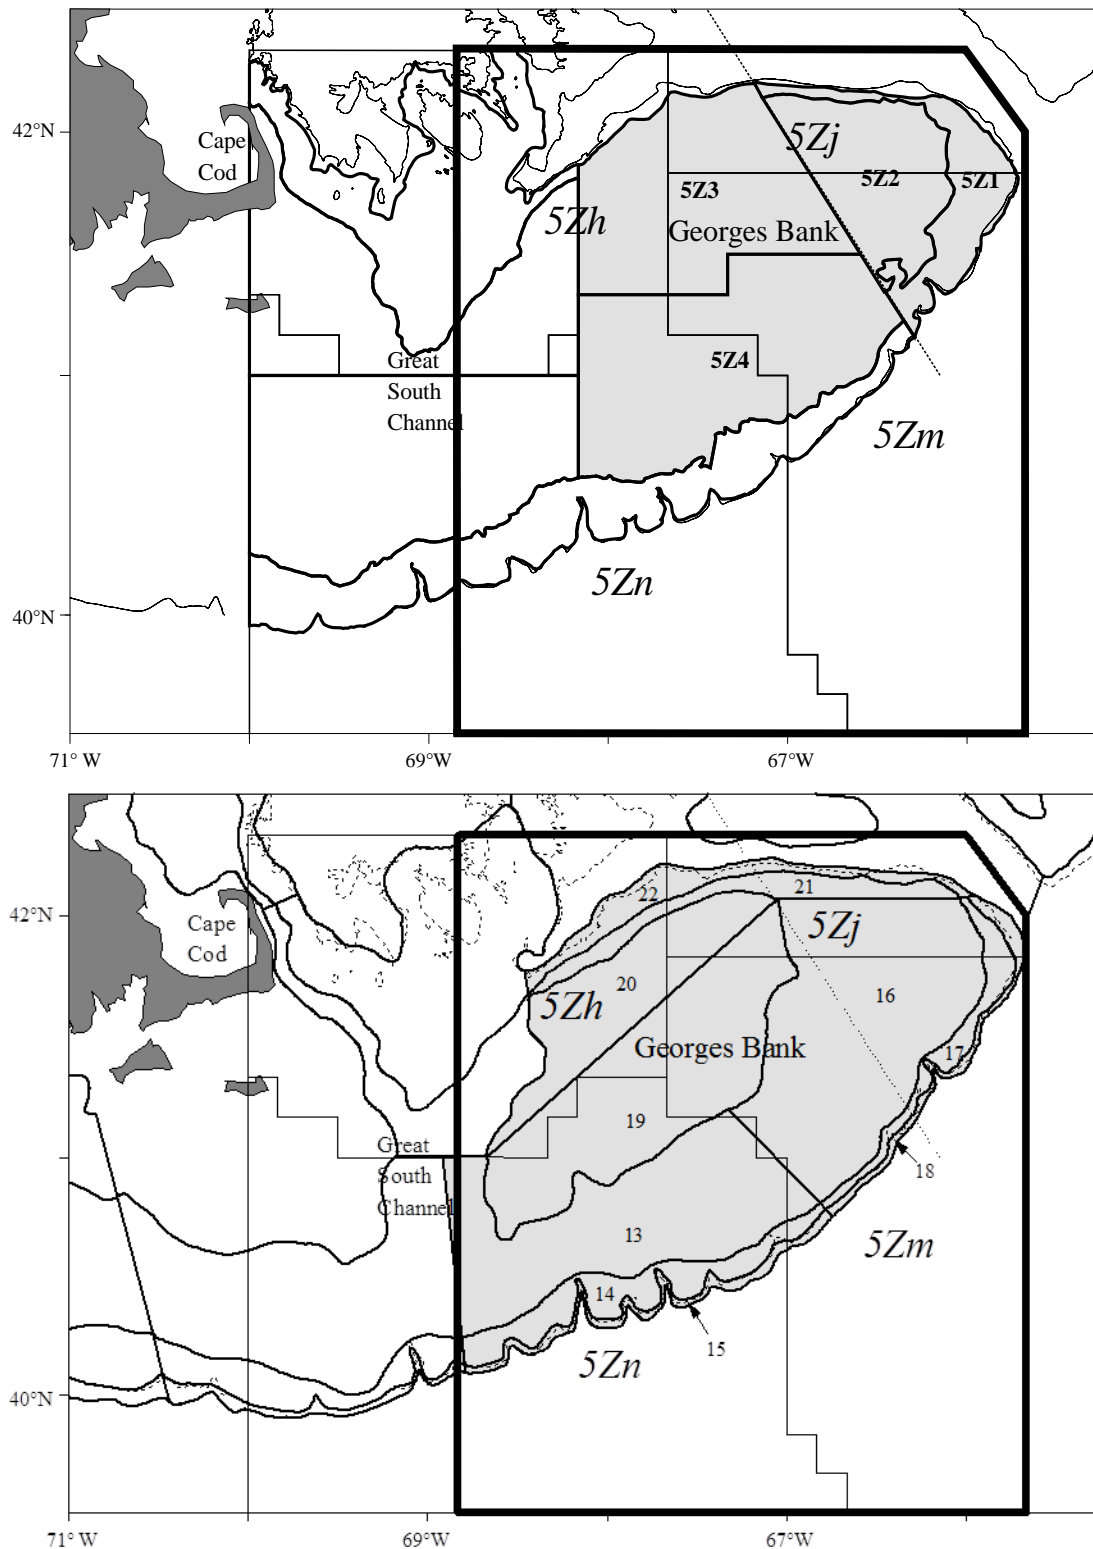 42°N
Cape
Cod
5Zj
5Z2
5Z1
5Z3
5Zh
Georges Bank
Great
5Z4
South
Channel
5Zm
5Zn
40°N
71° W
69°W
67°W
22
21
42°N
Cape
Cod
5Zj
20
16
5Zh
Georges Bank
17
19
Great
South
18
Channel
13
5Zm
14
15
5Zn
40°N
71° W
69°W
67°W